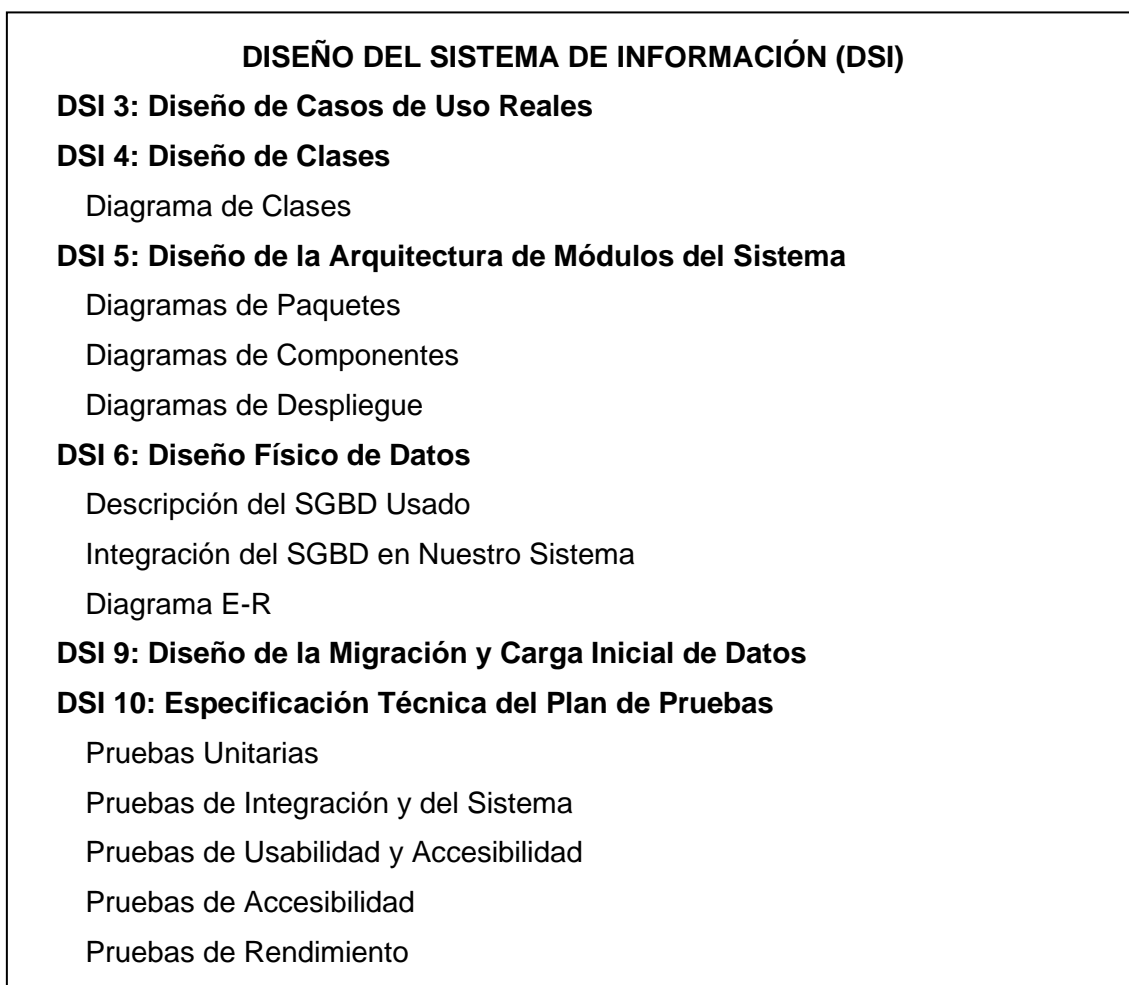 DISEÑO DEL SISTEMA DE INFORMACIÓN (DSI)
DSI 3: Diseño de Casos de Uso Reales
DSI 4: Diseño de Clases
Diagrama de Clases
DSI 5: Diseño de la Arquitectura de Módulos del Sistema
Diagramas de Paquetes
Diagramas de Componentes
Diagramas de Despliegue
DSI 6: Diseño Físico de Datos
Descripción del SGBD Usado
Integración del SGBD en Nuestro Sistema
Diagrama E-R
DSI 9: Diseño de la Migración y Carga Inicial de Datos
DSI 10: Especificación Técnica del Plan de Pruebas
Pruebas Unitarias
Pruebas de Integración y del Sistema
Pruebas de Usabilidad y Accesibilidad
Pruebas de Accesibilidad
Pruebas de Rendimiento